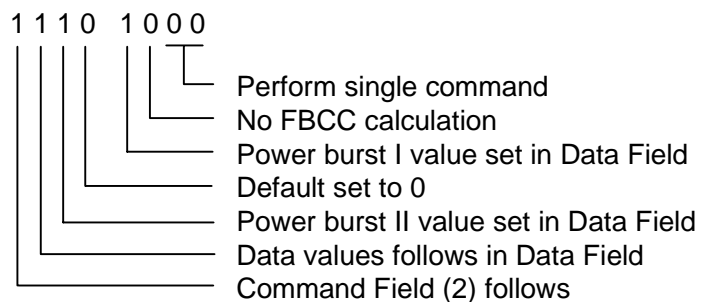 1 1 1 0 1 0 0 0
Perform single command
No FBCC calculation
Power burst I value set in Data Field
Default set to 0
Power burst II value set in Data Field
Data values follows in Data Field
Command Field (2) follows